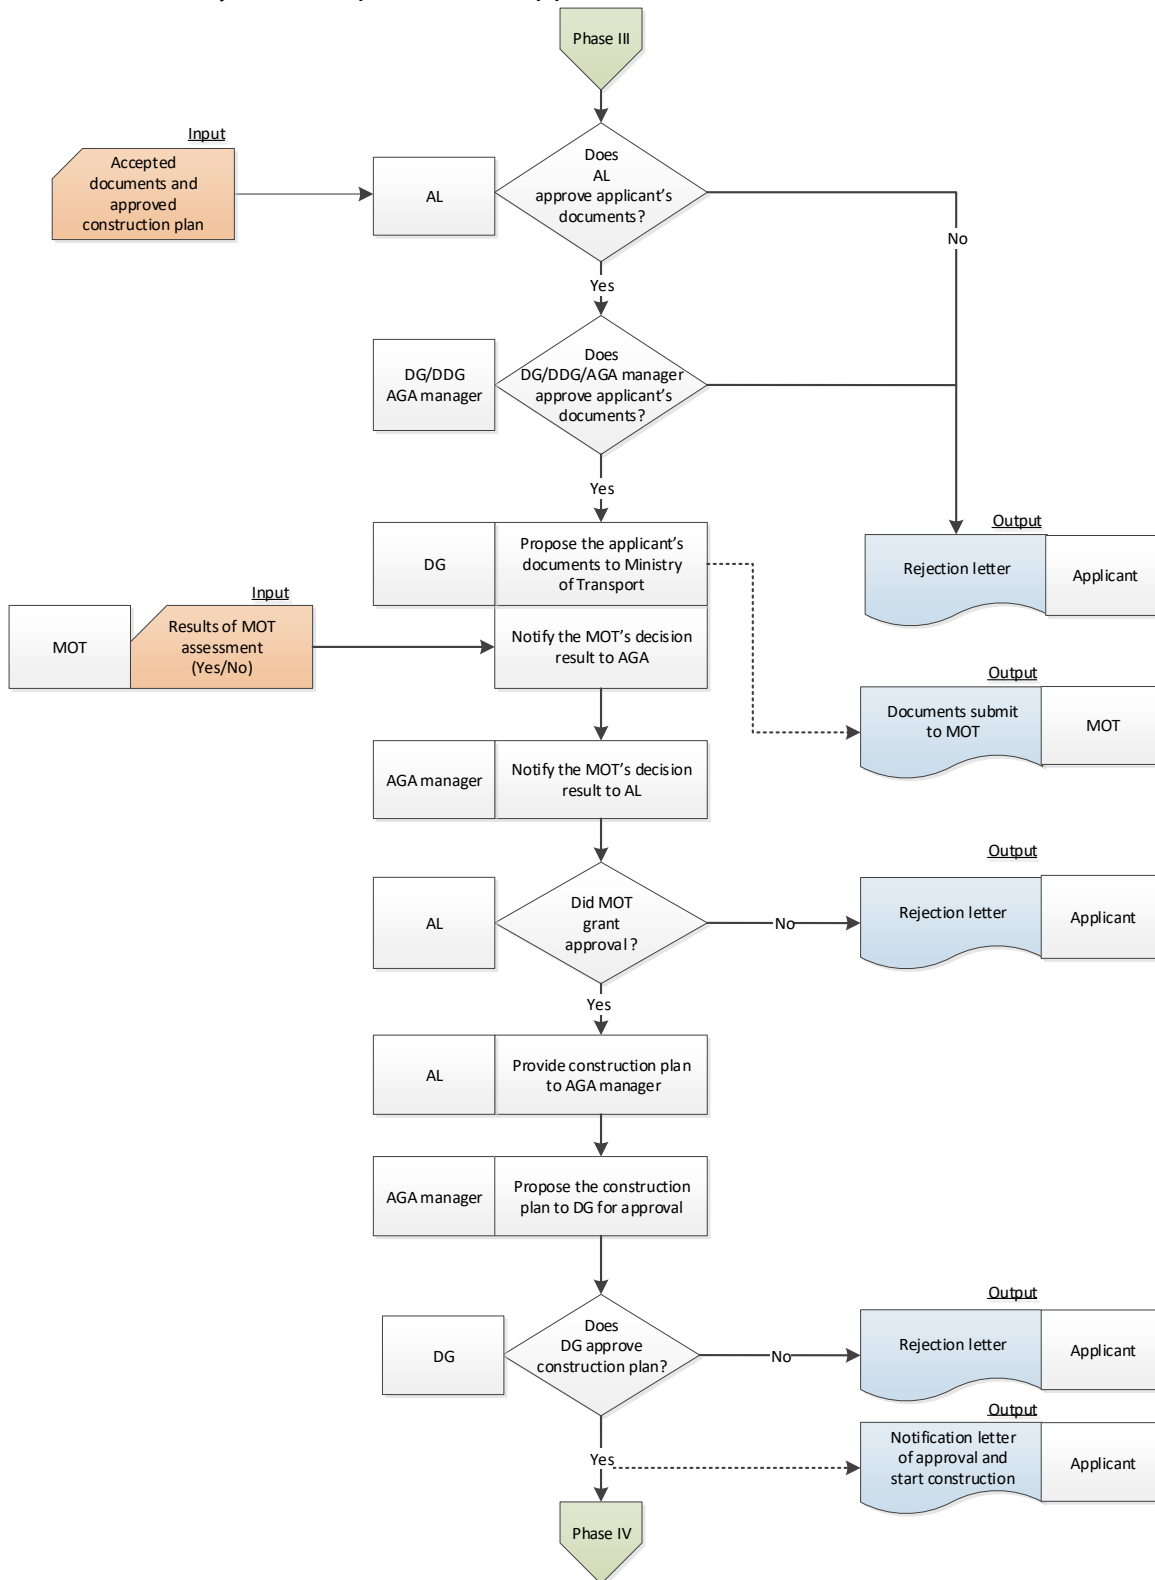 Phase III
Input
Accepted
documents and
approved
construction plan
AL
Does
AL
approve applicant's
documents?
No
Yes
DG/DDG
AGA manager
Does
DG/DDG/AGA manager
approve applicant's
documents?
Yes
Output
Rejection letter
Applicant
DG
Propose the applicant's
documents to Ministry
of Transport
Input
MOT
Results of MOT
assessment
(Yes/No)
Notify the MOT's decision
result to AGA
Output
Documents submit
to MOT
MOT
AGA manager
Notify the MOT's decision
result to AL
Output
AL
Did MOT
grant
approval ?
No
Rejection letter
Applicant
Yes
AL
Provide construction plan
to AGA manager
AGA manager
Propose the construction
plan to DG for approval
Output
DG
Does
DG approve
construction plan?
No
Rejection letter
Applicant
Output
Yes
Notification letter
of approval and
start construction
Applicant
Phase IV